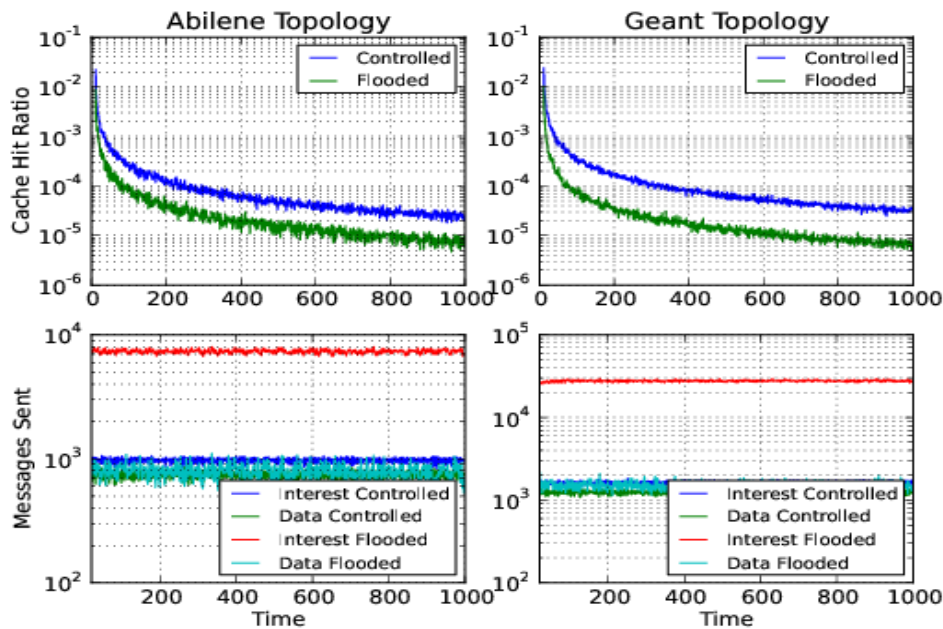 Abilene Topology
Geant Topology
Cache Hit Ratio
10^-1
10^-2
10^-3
10^-4
10^-5
10^-6
Controlled
Flooded
0 200 400 600 800 1000
10^-1
10^-2
10^-3
10^-4
10^-5
10^-6
Controlled
Flooded
0 200 400 600 800 1000
Messages Sent
10^4
10^3
10^2
Interest Controlled
Data Controlled
Interest Flooded
Data Flooded
200 400 600 800 1000
Time
10^5
10^4
10^3
10^2
Interest Controlled
Data Controlled
Interest Flooded
Data Flooded
200 400 600 800 1000
Time